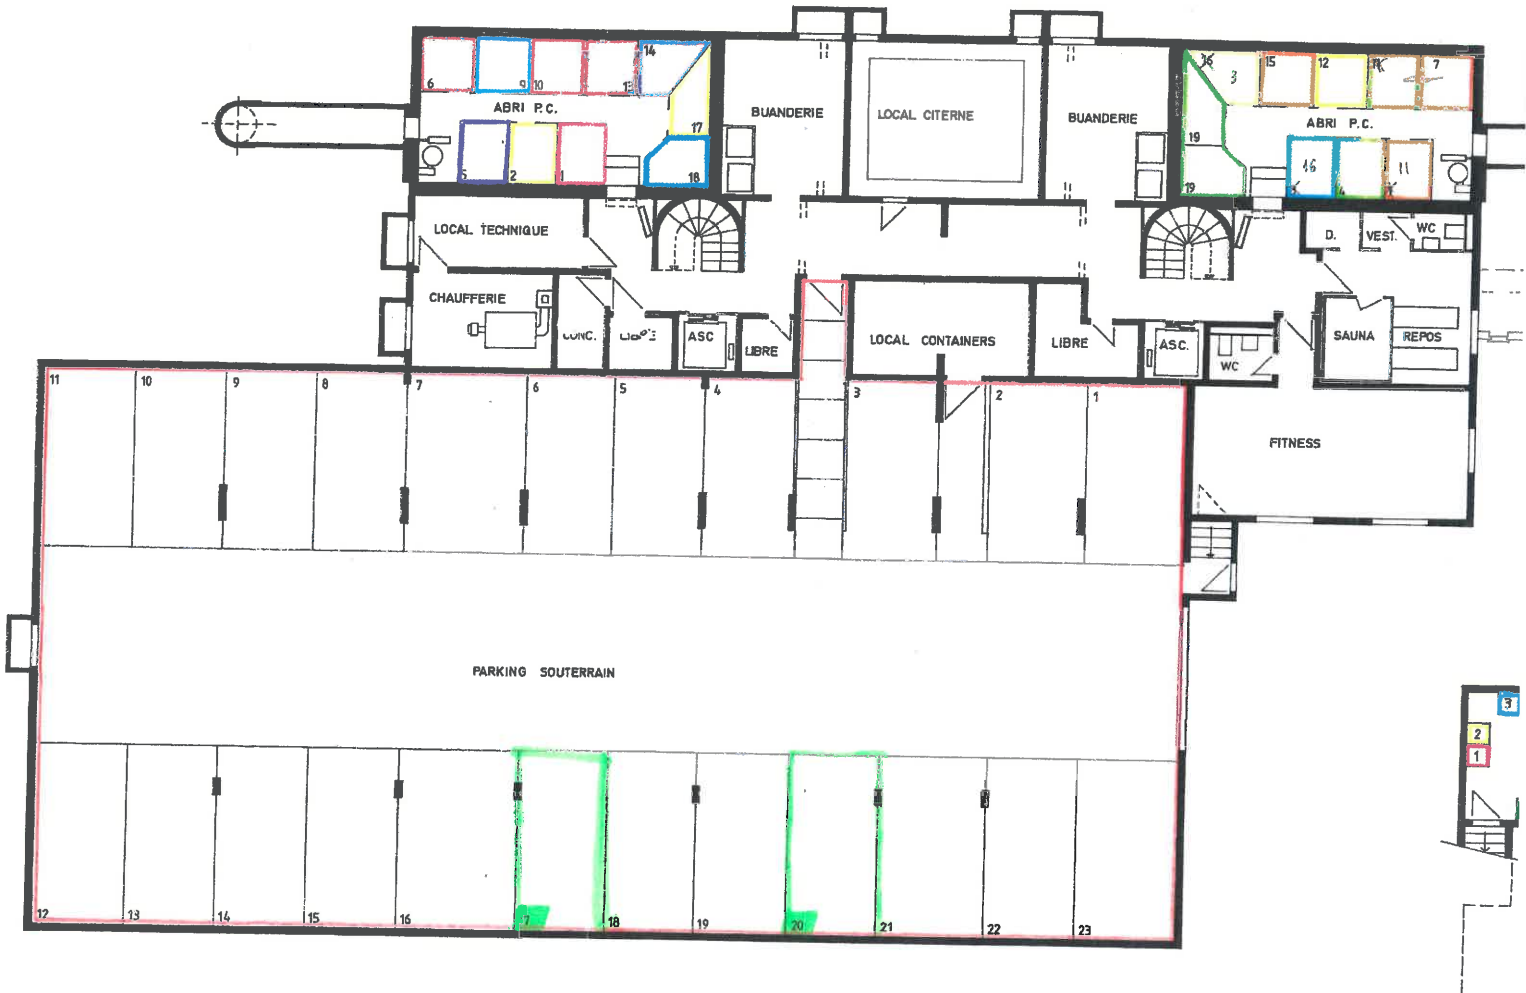 14
16
3
15
12
7
6
9
10
13
ABRI P.C.
BUANDERIE
LOCAL CITERNE
BUANDERIE
ABRI P.C.
17
19
5
2
1
18
19
16
11
LOCAL TECHNIQUE
D.
VEST.
WC
CHAUFFERIE
CONC.
ASC
LIBRE
LOCAL CONTAINERS
LIBRE
ASC.
WC
SAUNA
REPOS
11
10
9
8
7
6
5
4
3
2
1
FITNESS
PARKING SOUTERRAIN
3
2
1
12
13
14
15
16
17
18
19
20
21
22
23